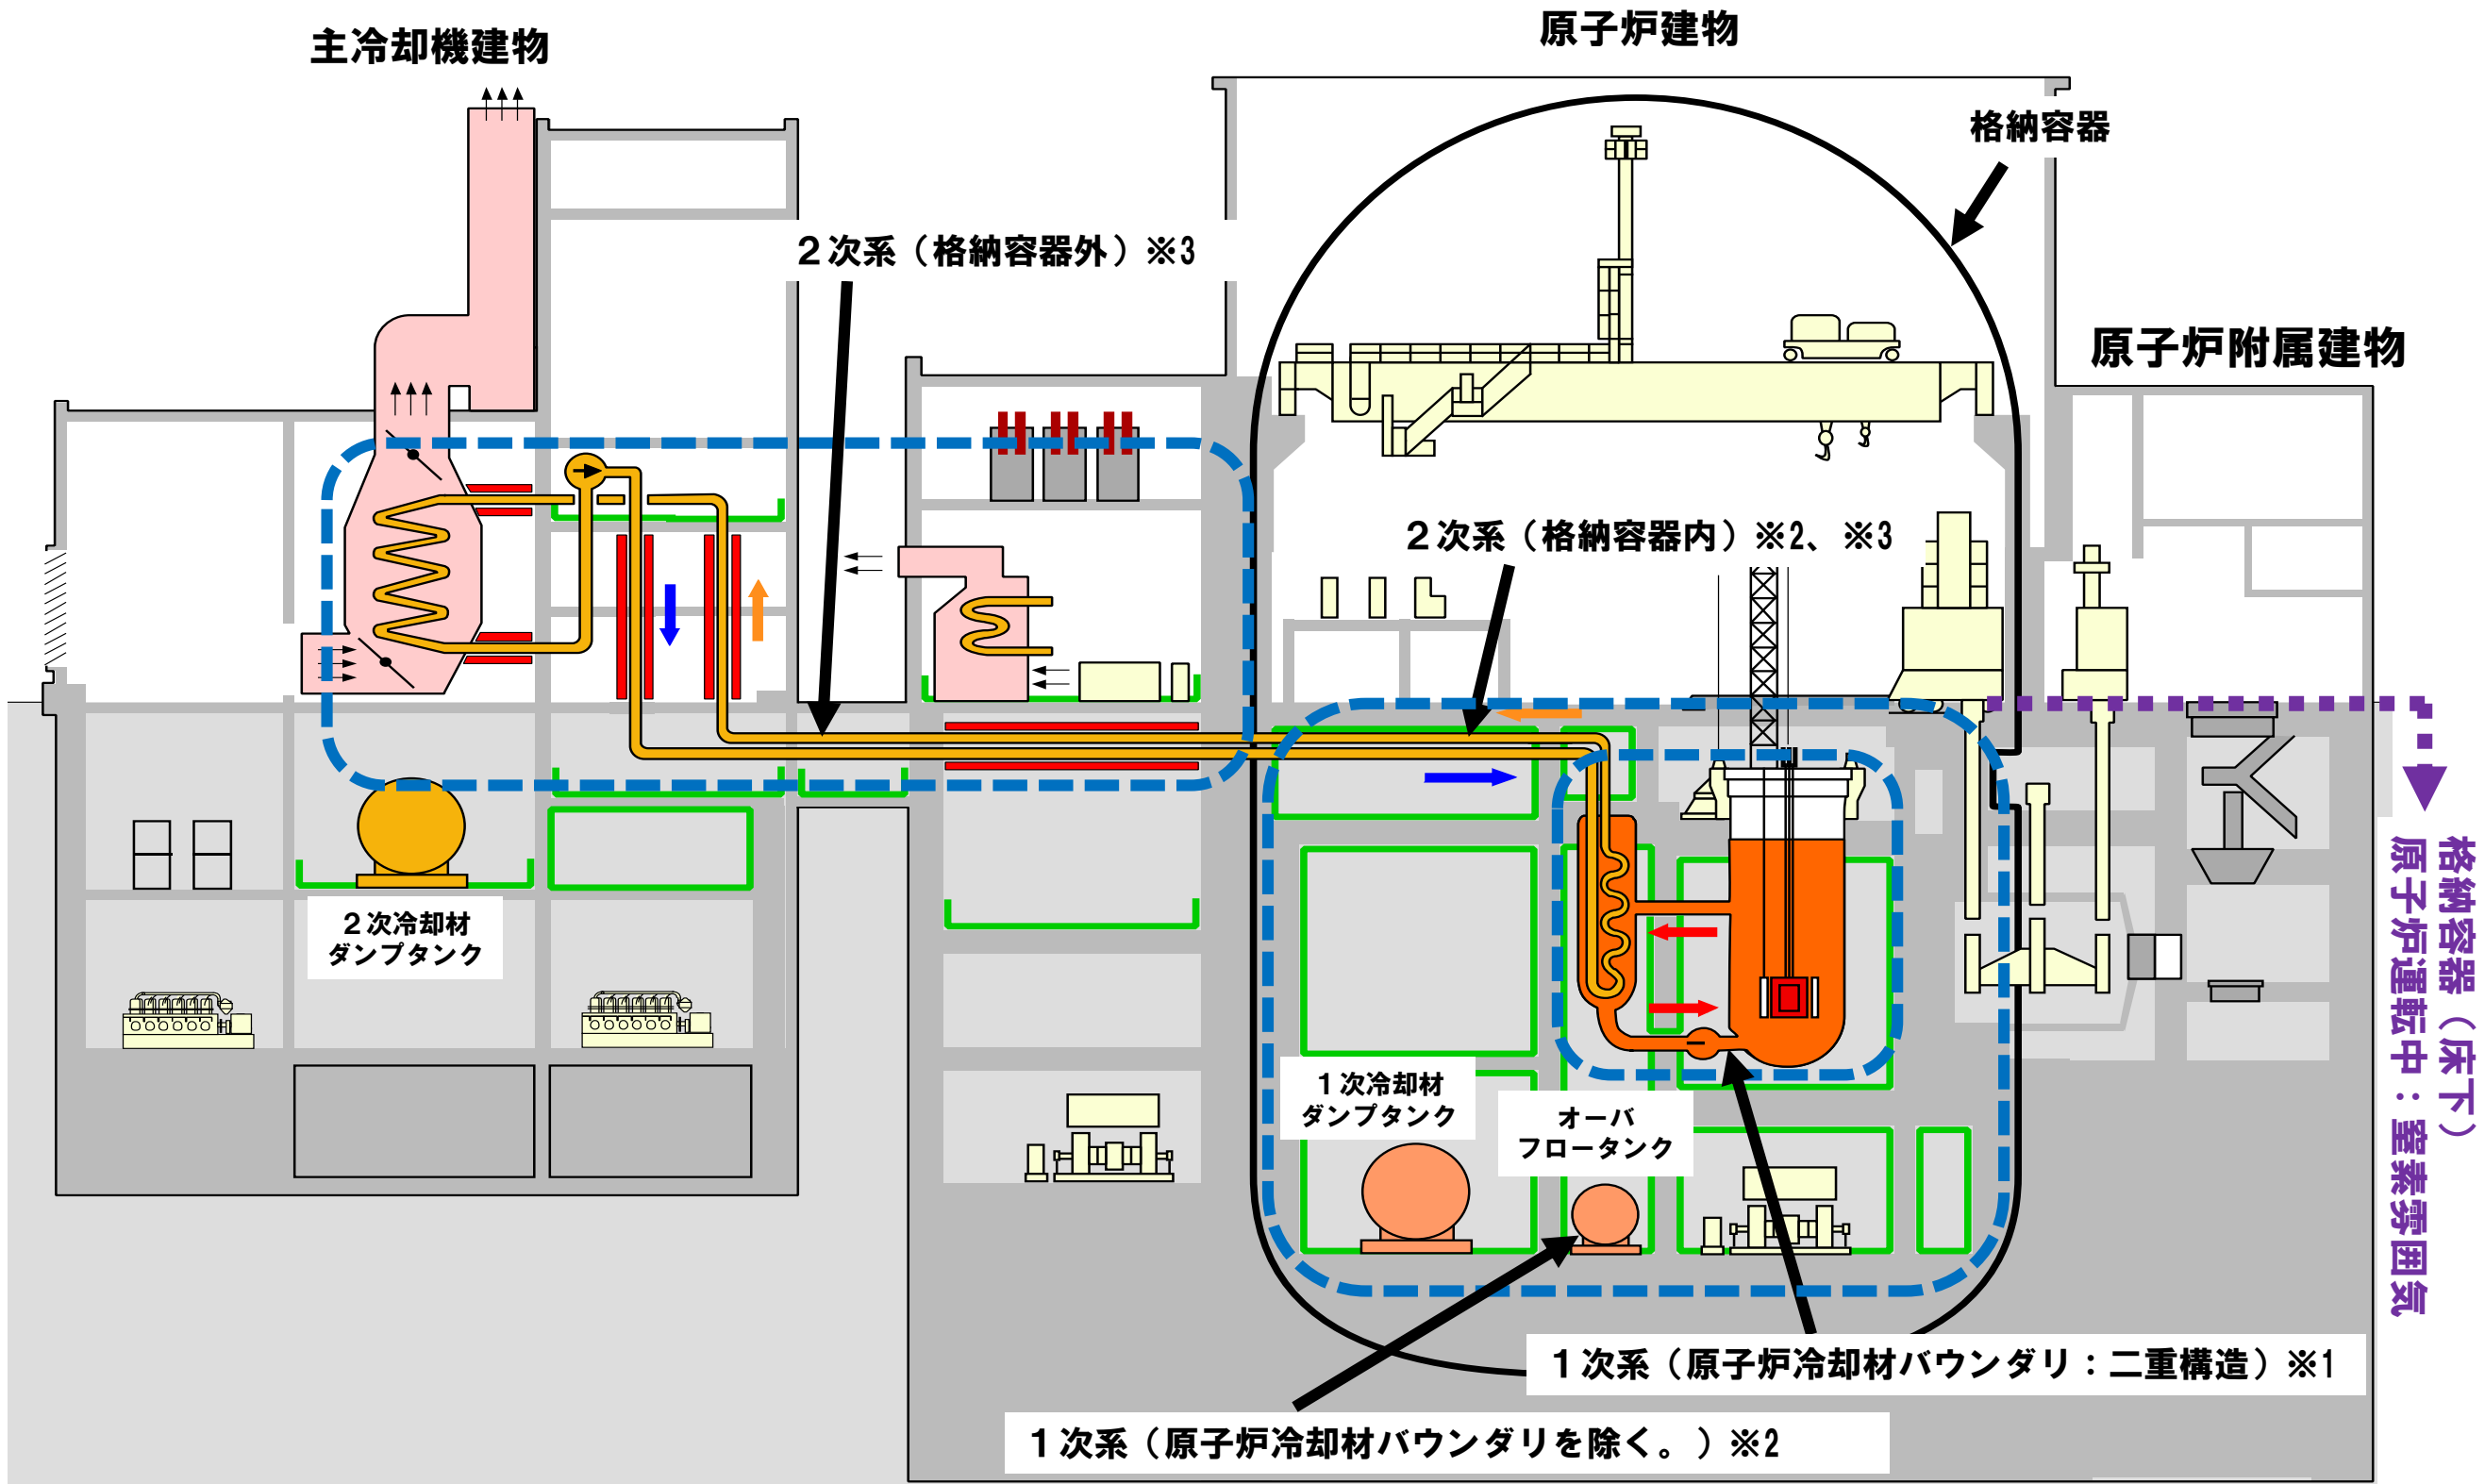 主冷却機建物
原子炉建物
格納容器
２次系（格納容器外）※3
原子炉附属建物
２次系（格納容器内）※2、※3
２次冷却材
ダンプタンク
１次冷却材
ダンプタンク
オーバ
フロータンク
格納容器（床下）
原子炉運転中：窒素雰囲気
１次系（原子炉冷却材バウンダリ：二重構造）※1
１次系（原子炉冷却材バウンダリを除く。）※2